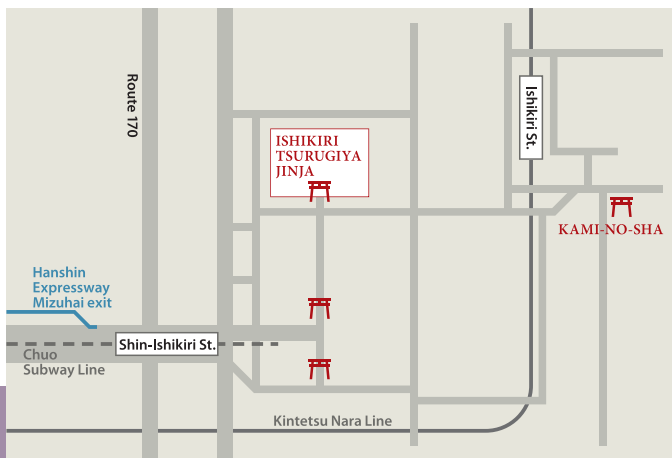 Route 170
Ishikiri St.
ISHIKIRI
TSURUGIYA
JINJA
KAMI-NO-SHA
Hanshin
Expressway
Mizuhai exit
Shin-Ishikiri St.
Chuo
Subway Line
Kintetsu Nara Line